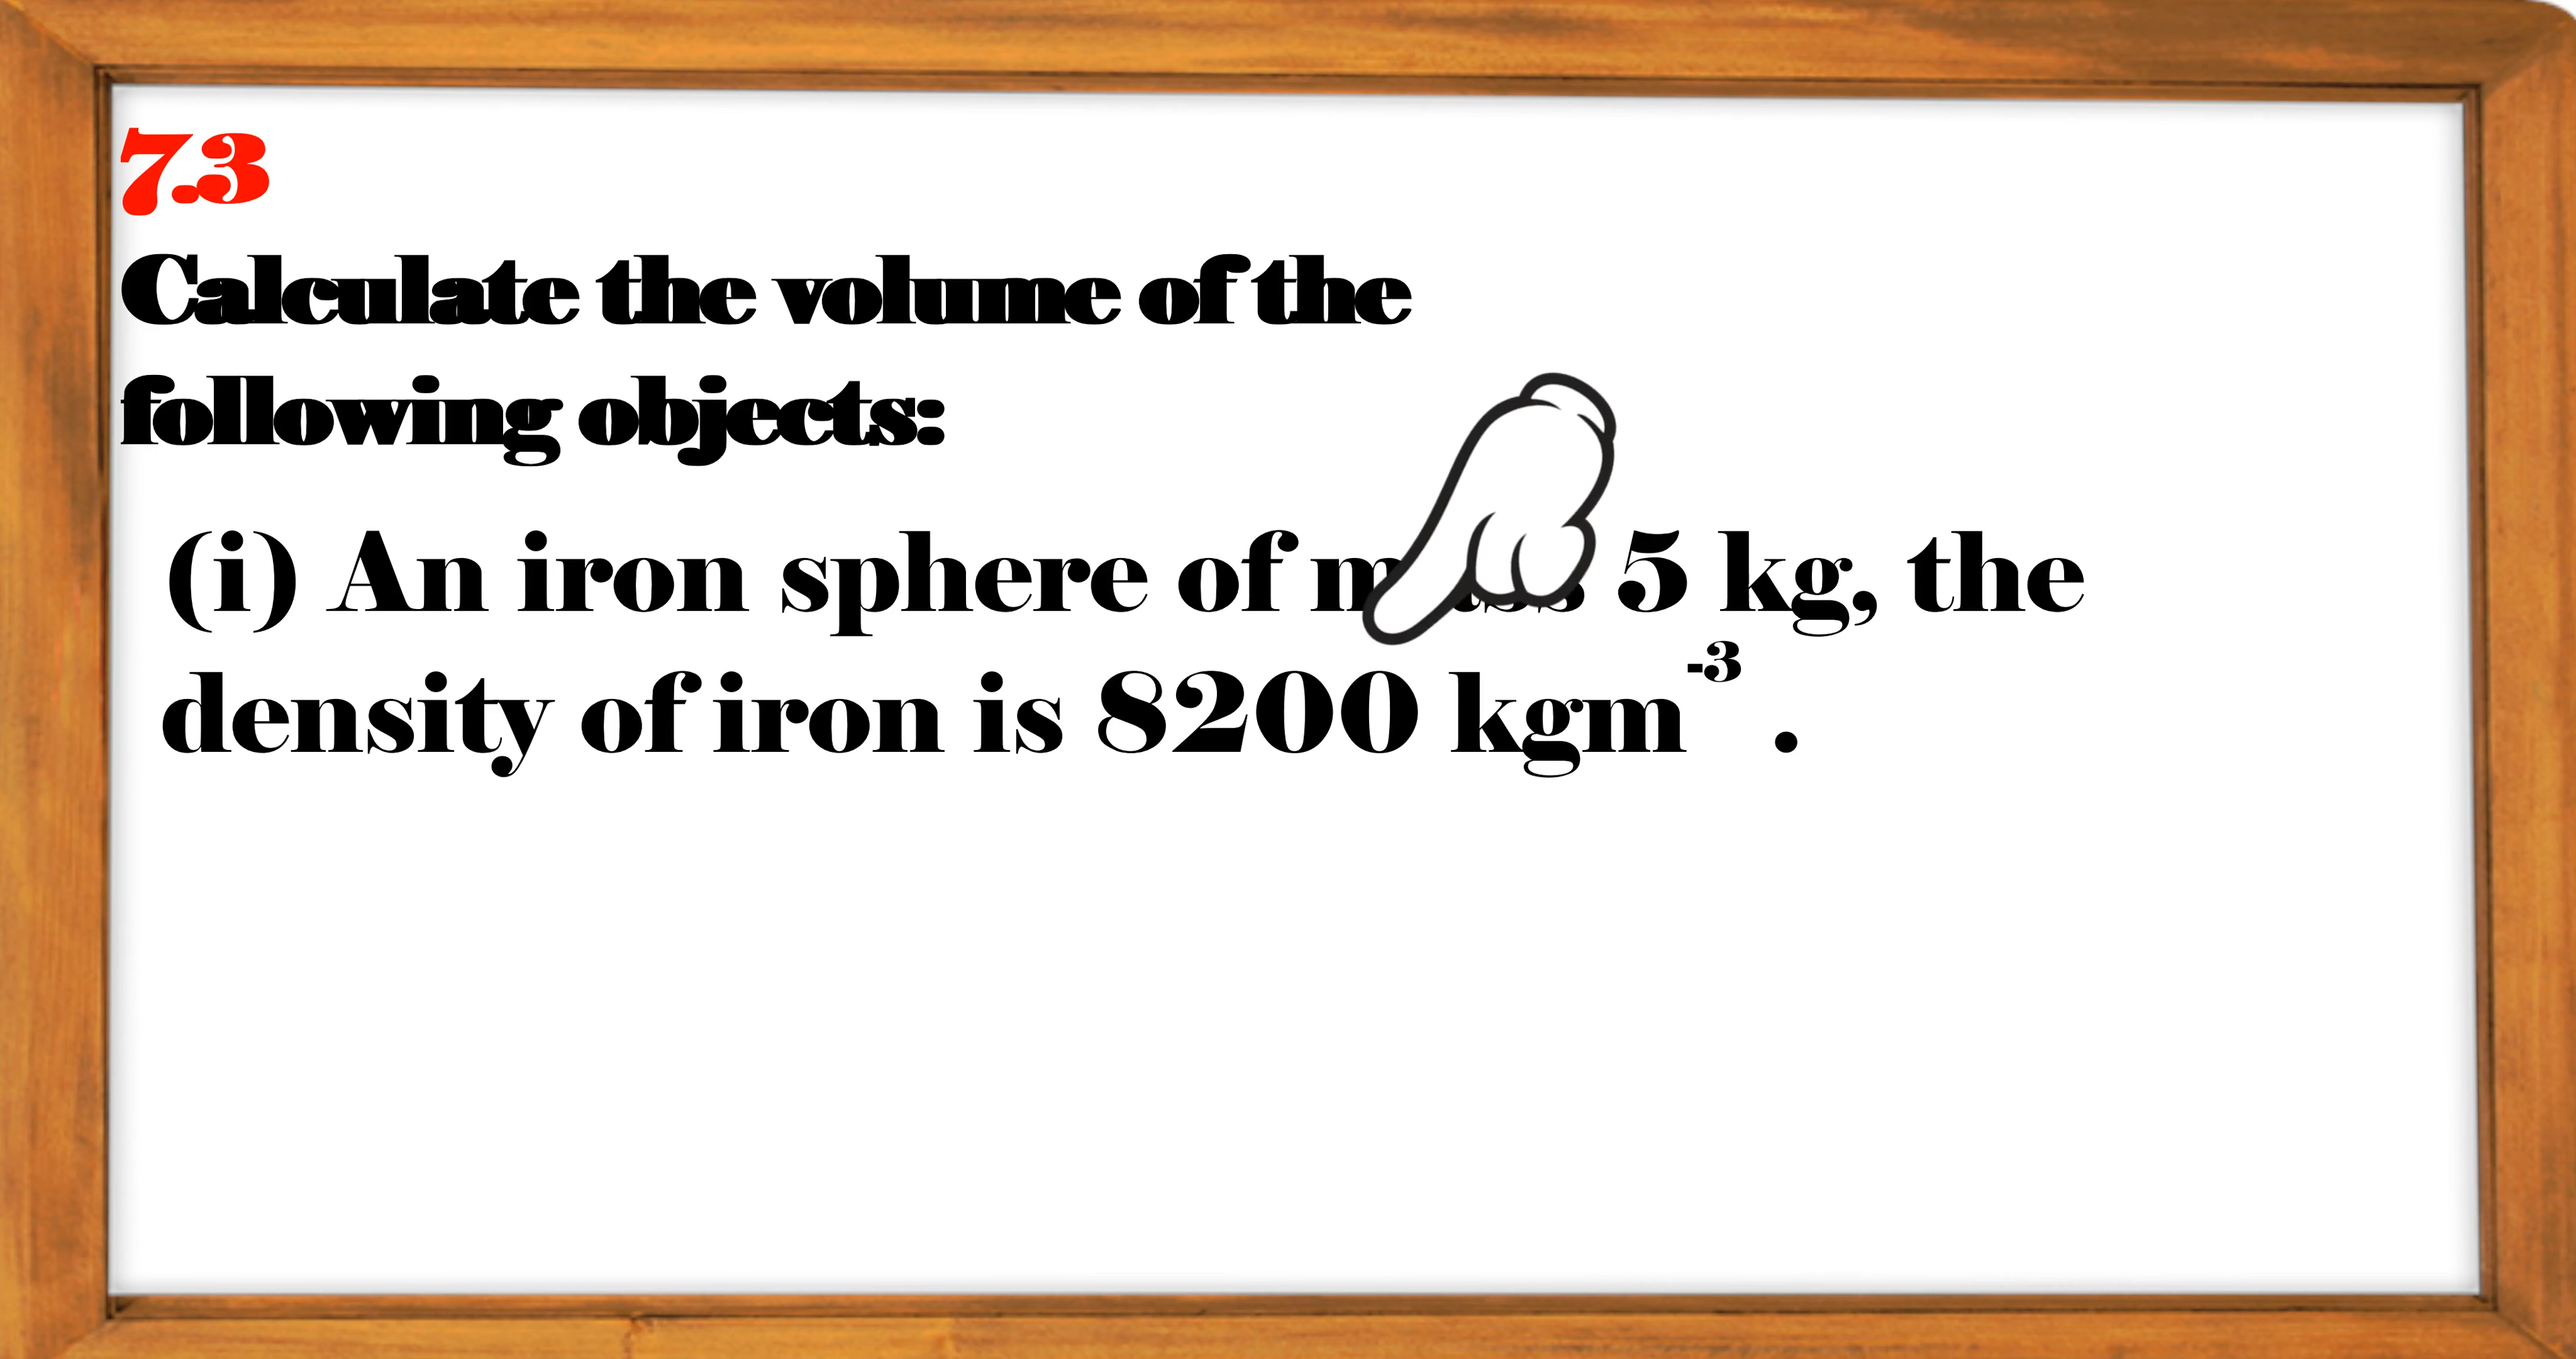 7.3
Calculate the volume of the
following objects:
(i) An iron sphere of mass 5 kg, the
density of iron is 8200 kgm⁻³ .